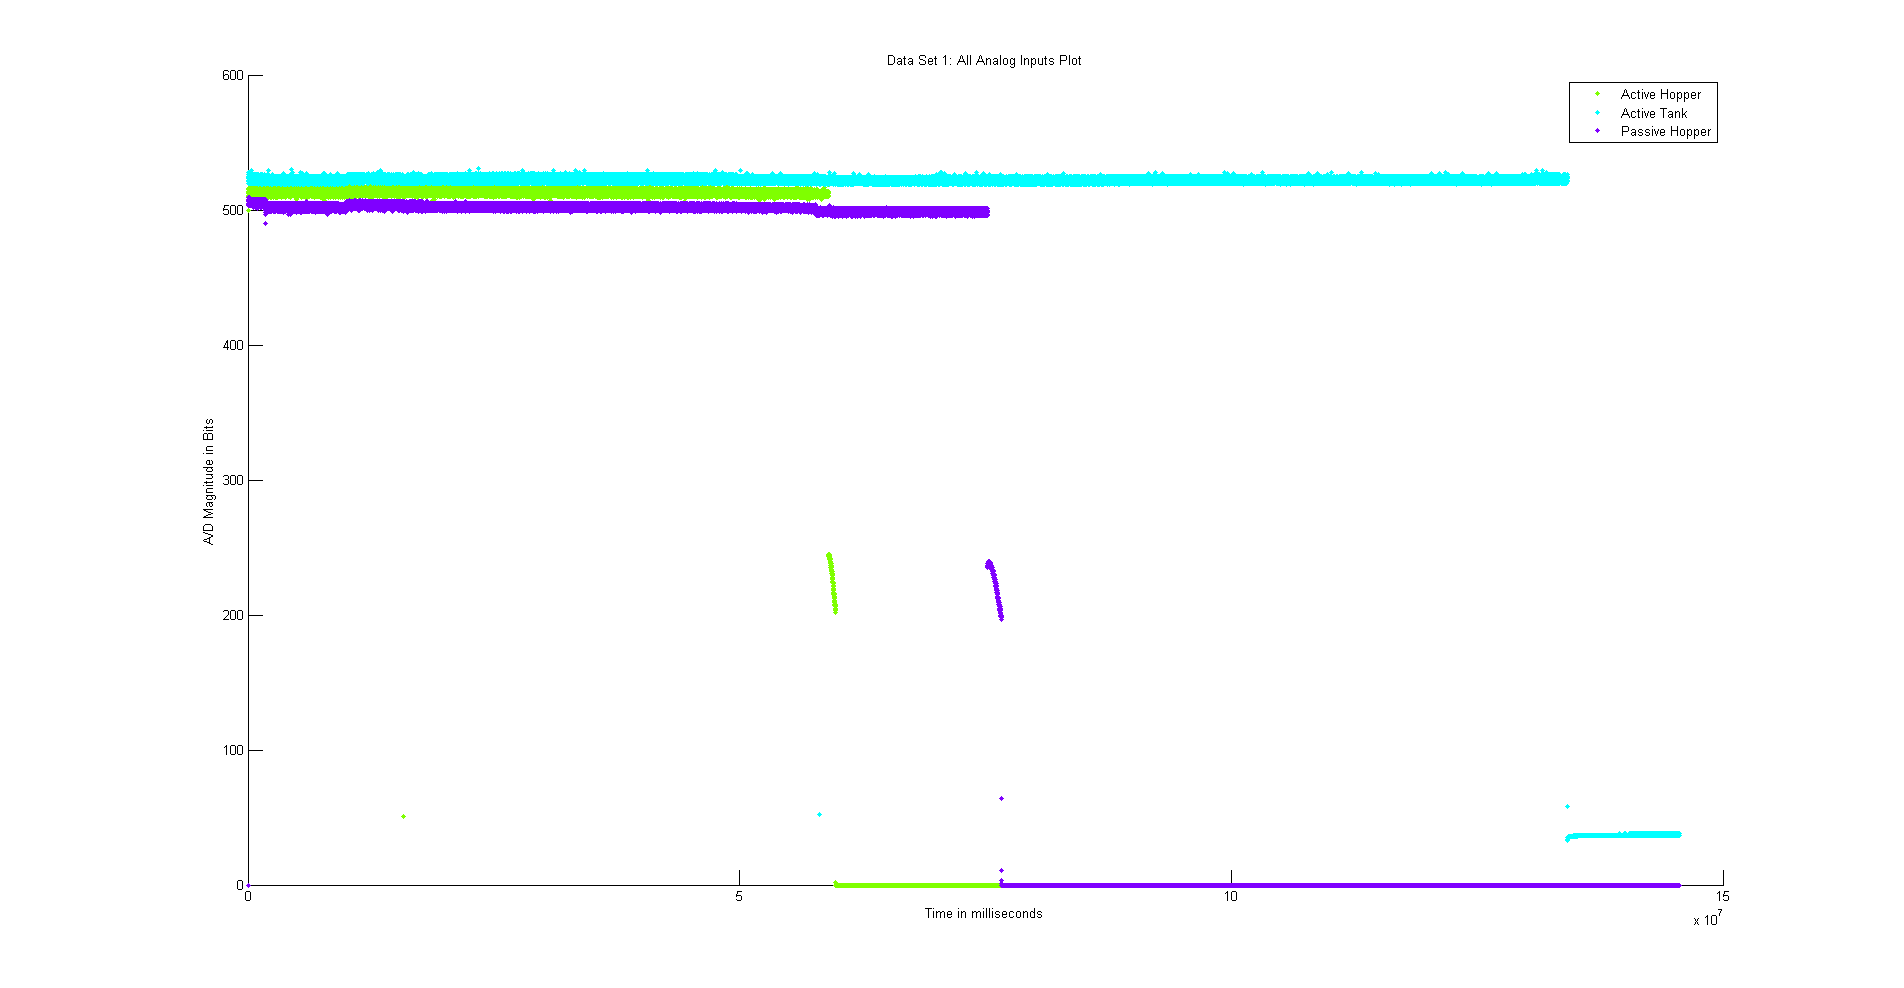 Data Set 1: All Analog Inputs Plot
600
Active Hopper
Active Tank
Passive Hopper
500
400
A/D Magnitude in Bits
300
200
100
0
0 5 10 15
Time in milliseconds
x 10^7